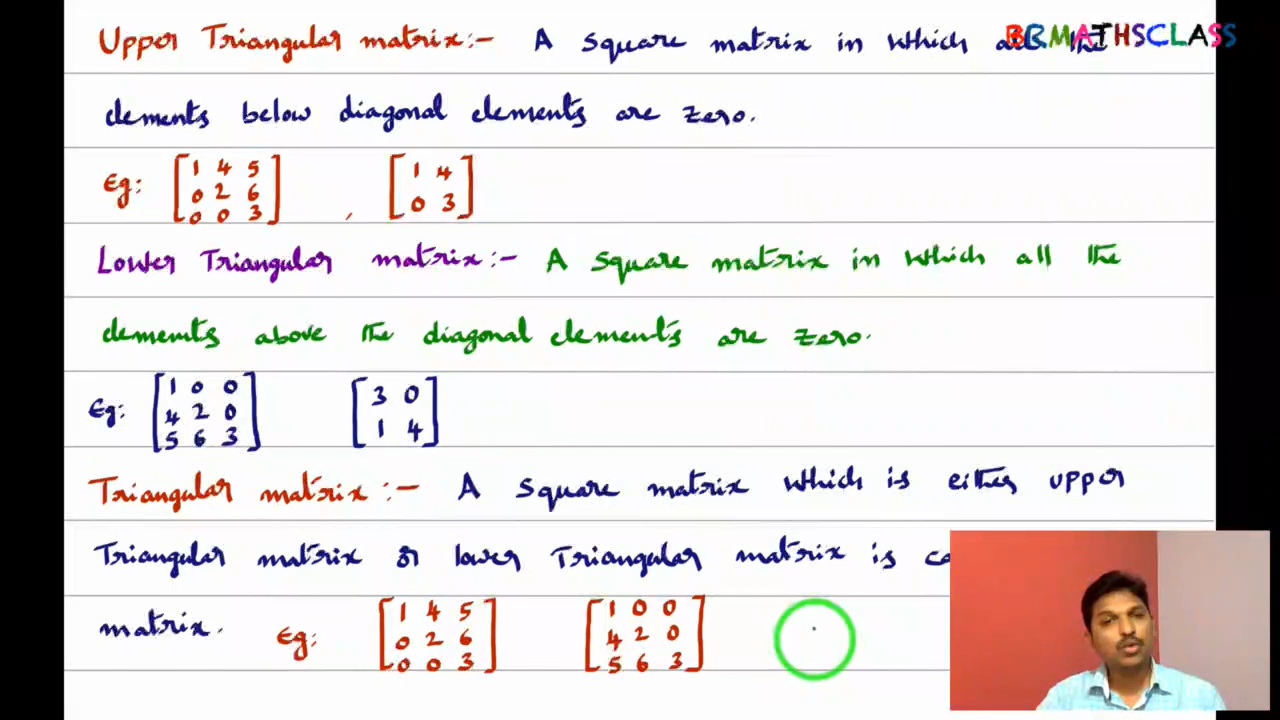 Upper Triangular matrix:- A square matrix in which all the
BRMATHSCLASS
elements below diagonal elements are zero.
Eg: [1 4 5 0 2 6 0 0 3] , [1 4 0 3]
Lower Triangular matrix:- A square matrix in which all the
elements above the diagonal elements are zero.
Eg: [1 0 0 4 2 0 5 6 3] [3 0 1 4]
Triangular matrix:- A square matrix which is either upper
Triangular matrix or lower Triangular matrix is
matrix. Eg: [1 4 5 0 2 6 0 0 3] [1 0 0 4 2 0 5 6 3]